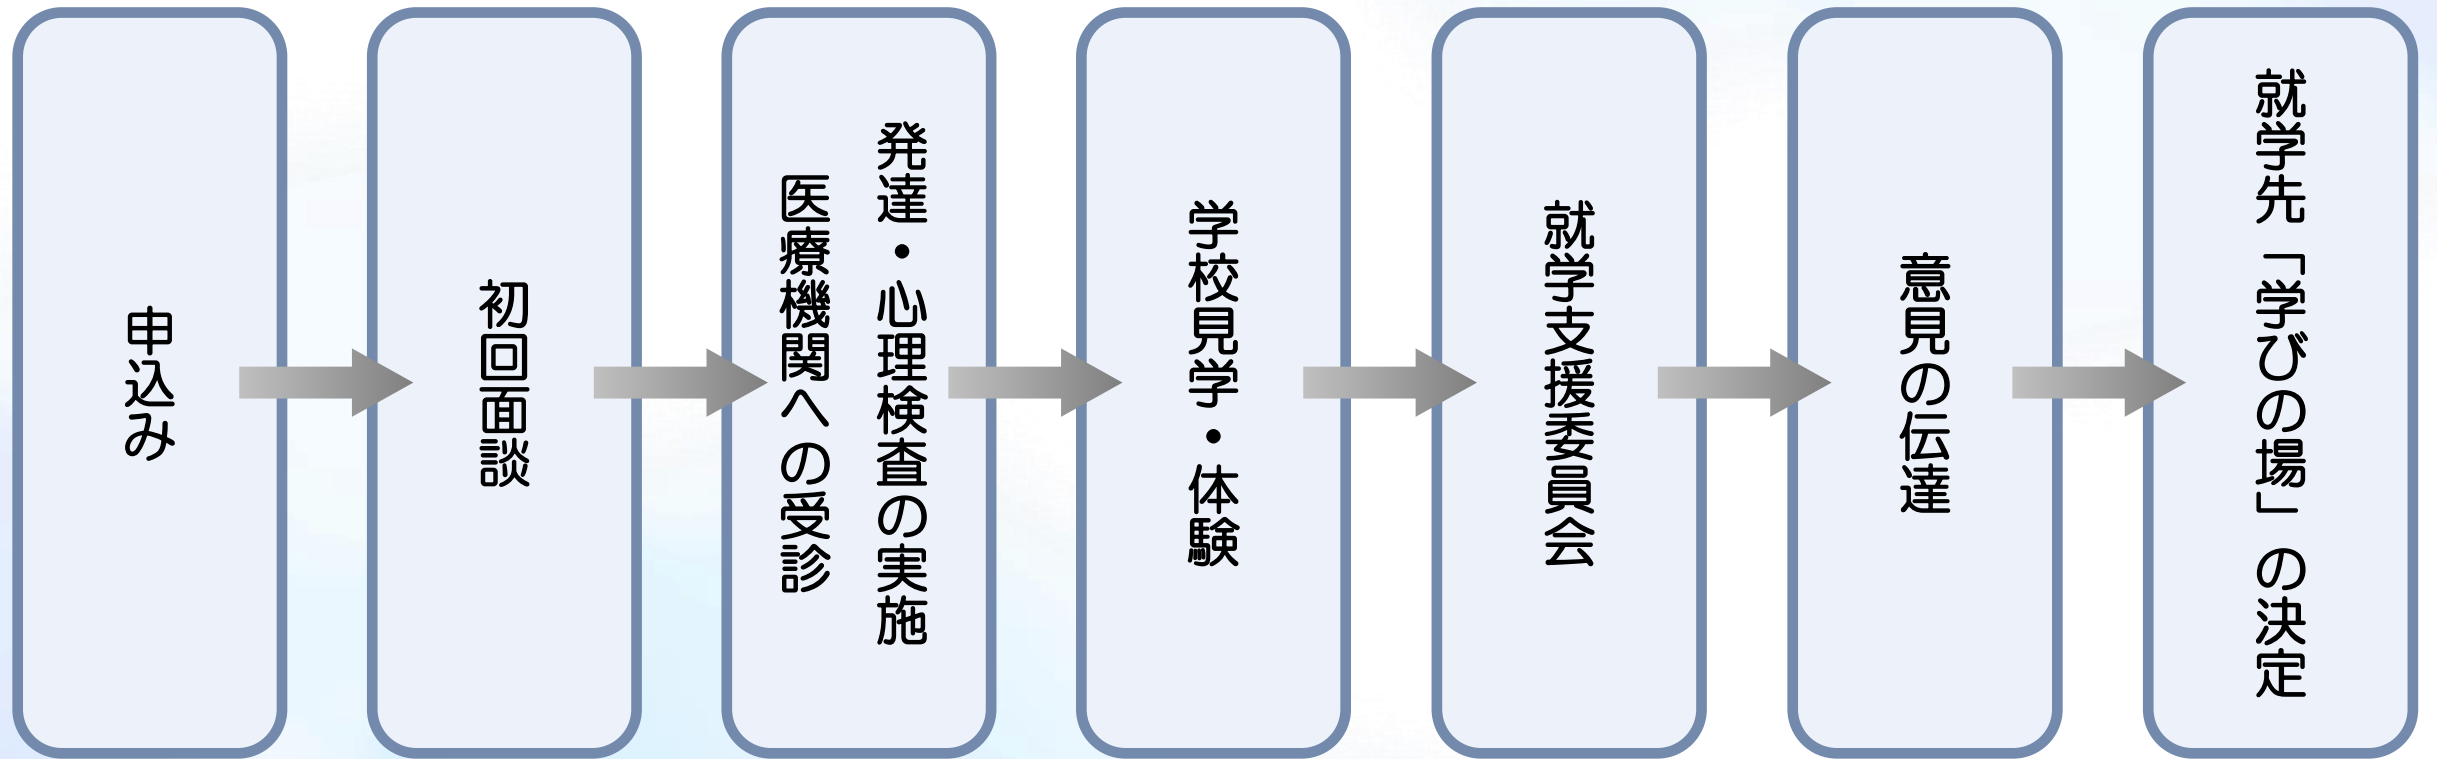 申込み
初回面談
発達・心理検査の実施
医療機関への受診
学校見学・体験
就学支援委員会
意見の伝達
就学先「学びの場」の決定